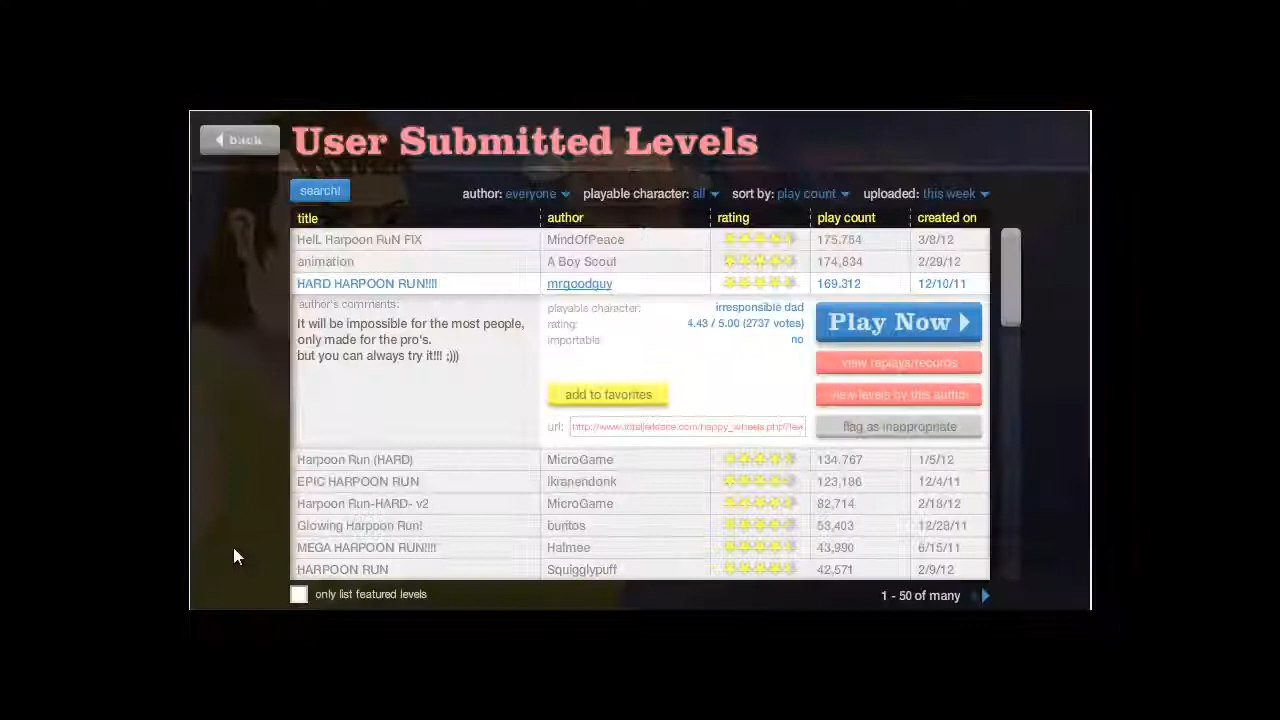 back
User Submitted Levels
search!
author: everyone playable character: all sort by: play count uploaded: this week
title author rating play count created on
HelL Harpoon RuN FIX MindOfPeace 175,754 3/8/12
animation A Boy Scout 174,834 2/29/12
HARD HARPOON RUN!!!! mrgoodguy 169,312 12/10/11
author's comments:
It will be impossible for the most people,
only made for the pro's.
but you can always try it!!! ;)))
playable character: irresponsible dad
rating: 4.43 / 5.00 (2737 votes)
importable: no
add to favorites
url:
Play Now
view replays/records
view levels by this author
flag as inappropriate
Harpoon Run (HARD) MicroGame 134,767 1/5/12
EPIC HARPOON RUN ikranendonk 123,186 12/4/11
Harpoon Run-HARD- v2 MicroGame 82,714 2/18/12
Glowing Harpoon Run! buritos 53,403 12/28/11
MEGA HARPOON RUN!!!! Halmee 43,990 6/15/11
HARPOON RUN Squigglypuff 42,571 2/9/12
only list featured levels 1 - 50 of many